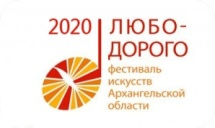 2020
ЛЮБО-
ДОРОГО
фестиваль
искусств
Архангельской
области